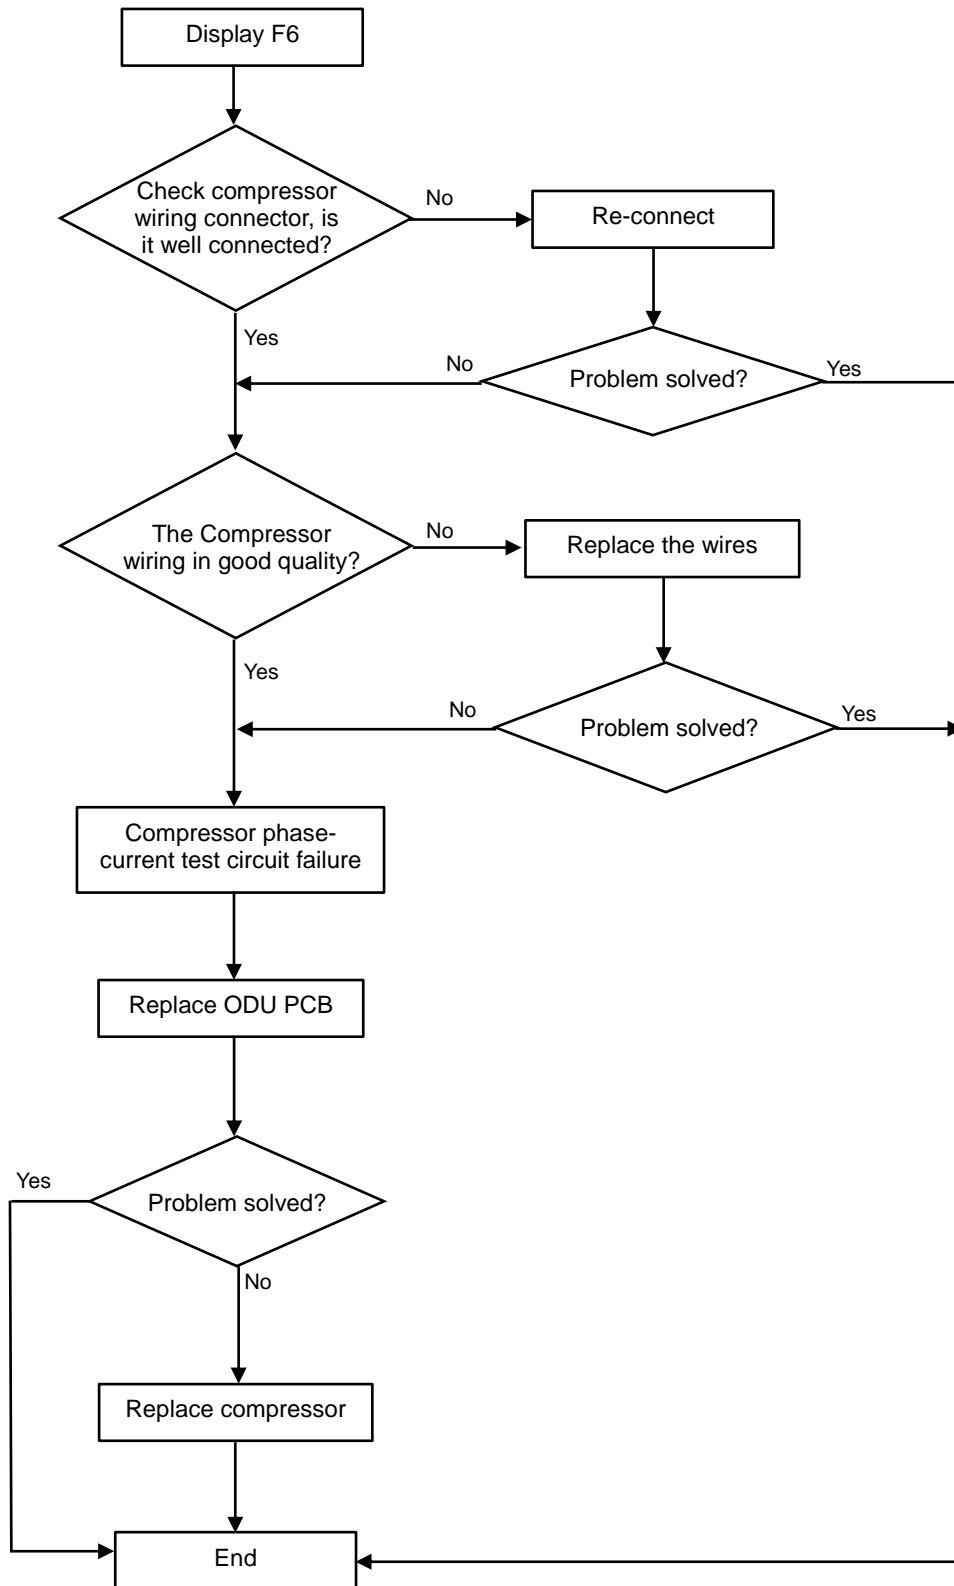 Display F6
Check compressor
wiring connector, is
it well connected?
No
Re-connect
Yes
No
Problem solved?
Yes
The Compressor
wiring in good quality?
No
Replace the wires
Yes
No
Problem solved?
Yes
Compressor phase-
current test circuit failure
Replace ODU PCB
Yes
Problem solved?
No
Replace compressor
End